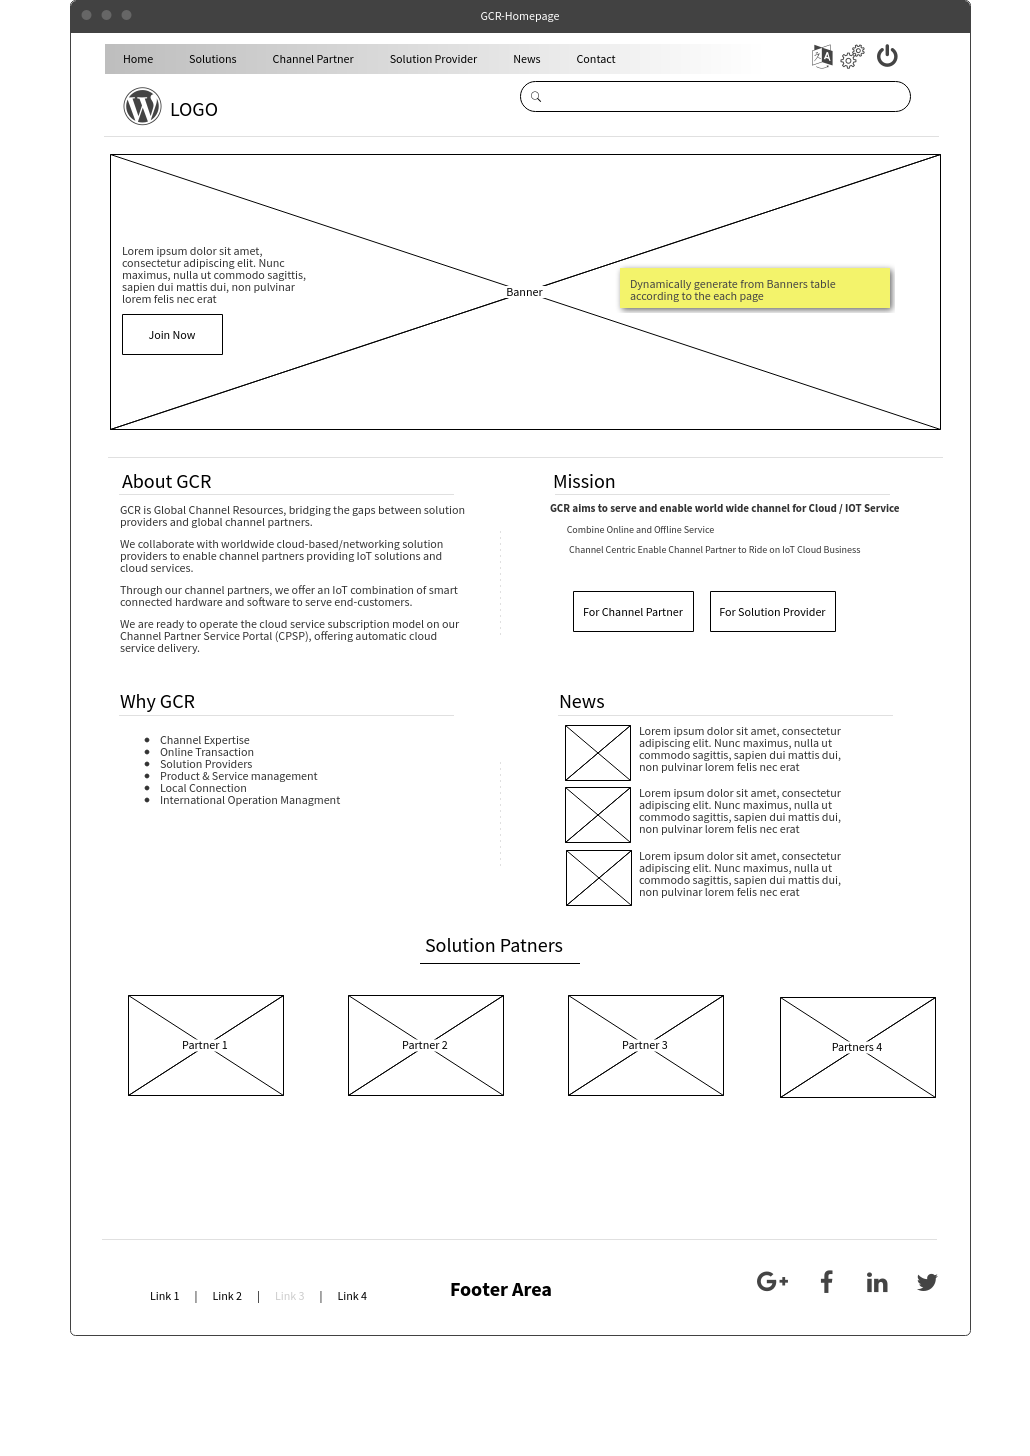 GCR-Homepage
Home Solutions Channel Partner Solution Provider News Contact
LOGO
Lorem ipsum dolor sit amet,
consectetur adipiscing elit. Nunc
maximus, nulla ut commodo sagittis,
sapien dui mattis dui, non pulvinar
lorem felis nec erat
Join Now
Banner
Dynamically generate from Banners table
according to the each page
About GCR
GCR is Global Channel Resources, bridging the gaps between solution
providers and global channel partners.
We collaborate with worldwide cloud-based/networking solution
providers to enable channel partners providing IoT solutions and
cloud services.
Through our channel partners, we offer an IoT combination of smart
connected hardware and software to serve end-customers.
We are ready to operate the cloud service subscription model on our
Channel Partner Service Portal (CPSP), offering automatic cloud
service delivery.
Mission
GCR aims to serve and enable world wide channel for Cloud / IOT Service
Combine Online and Offline Service
Channel Centric Enable Channel Partner to Ride on IoT Cloud Business
For Channel Partner
For Solution Provider
Why GCR
Channel Expertise
Online Transaction
Solution Providers
Product & Service management
Local Connection
International Operation Managment
News
Lorem ipsum dolor sit amet, consectetur
adipiscing elit. Nunc maximus, nulla ut
commodo sagittis, sapien dui mattis dui,
non pulvinar lorem felis nec erat
Lorem ipsum dolor sit amet, consectetur
adipiscing elit. Nunc maximus, nulla ut
commodo sagittis, sapien dui mattis dui,
non pulvinar lorem felis nec erat
Lorem ipsum dolor sit amet, consectetur
adipiscing elit. Nunc maximus, nulla ut
commodo sagittis, sapien dui mattis dui,
non pulvinar lorem felis nec erat
Solution Patners
Partner 1
Partner 2
Partner 3
Partners 4
Link 1 | Link 2 | Link 3 | Link 4
Footer Area